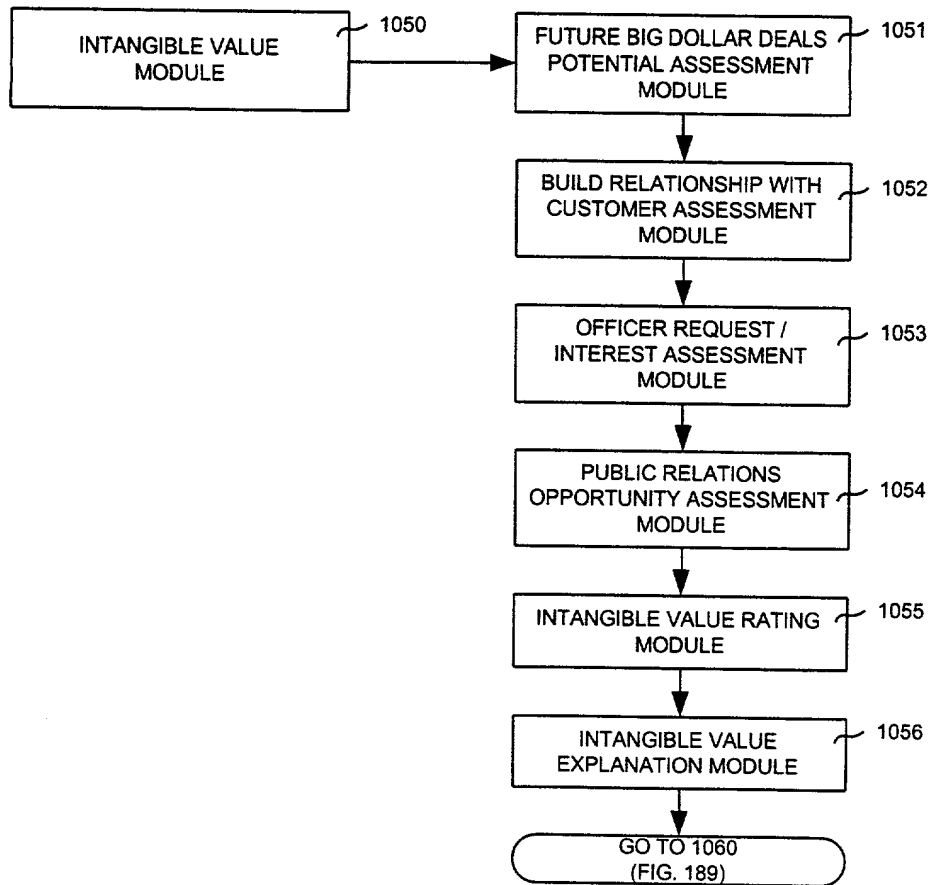 INTANGIBLE VALUE
MODULE
1050
FUTURE BIG DOLLAR DEALS
POTENTIAL ASSESSMENT
MODULE
1051
BUILD RELATIONSHIP WITH
CUSTOMER ASSESSMENT
MODULE
1052
OFFICER REQUEST /
INTEREST ASSESSMENT
MODULE
1053
PUBLIC RELATIONS
OPPORTUNITY ASSESSMENT
MODULE
1054
INTANGIBLE VALUE RATING
MODULE
1055
INTANGIBLE VALUE
EXPLANATION MODULE
1056
GO TO 1060
(FIG. 189)